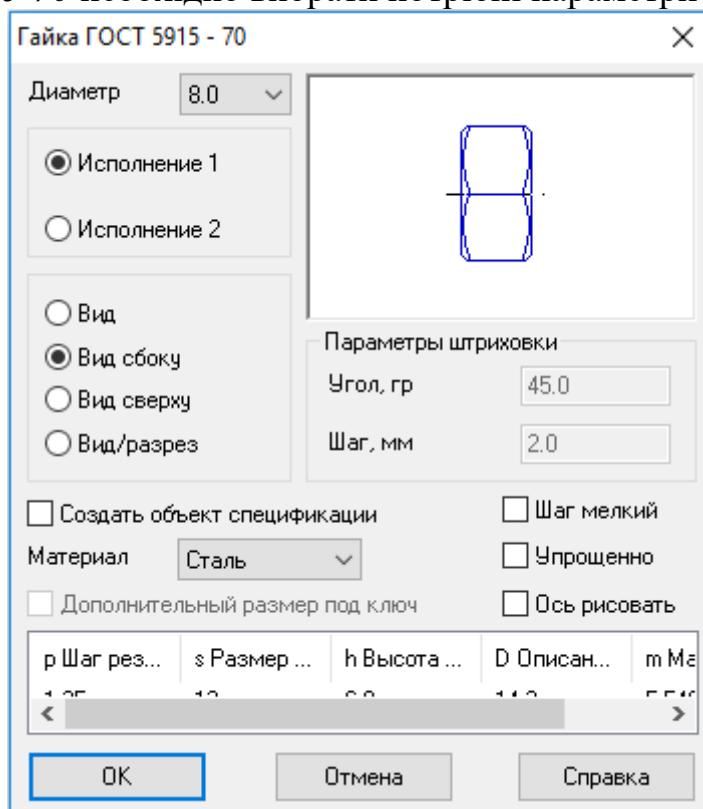 Гайка ГОСТ 5915 - 70
Диаметр 8.0
Исполнение 1
Исполнение 2
Вид
Вид сбоку
Вид сверху
Вид/разрез
Параметры штриховки
Угол, гр 45.0
Шаг, мм 2.0
Создать объект спецификации
Шаг мелкий
Материал Сталь
Упрощенно
Дополнительный размер под ключ
Ось рисовать
p Шаг рез... s Размер ... h Высота ... D Описан... m Ма
OK Отмена Справка